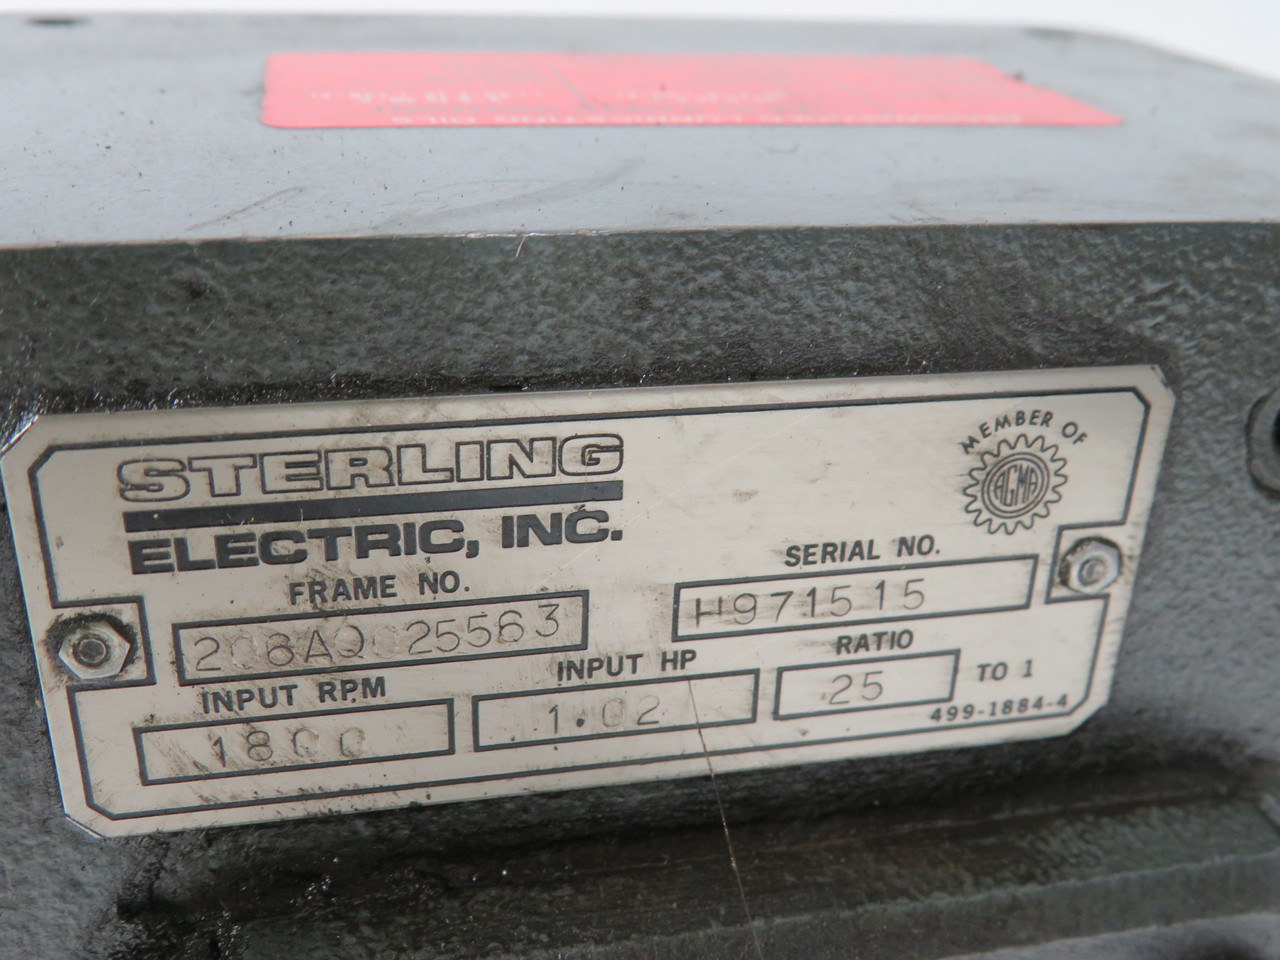 STERLING
ELECTRIC, INC.
MEMBER OF
AGMA
FRAME NO.
SERIAL NO.
208AQ025563
H971515
INPUT RPM
INPUT HP
RATIO
1800
1.02
25 TO 1
499-1884-4